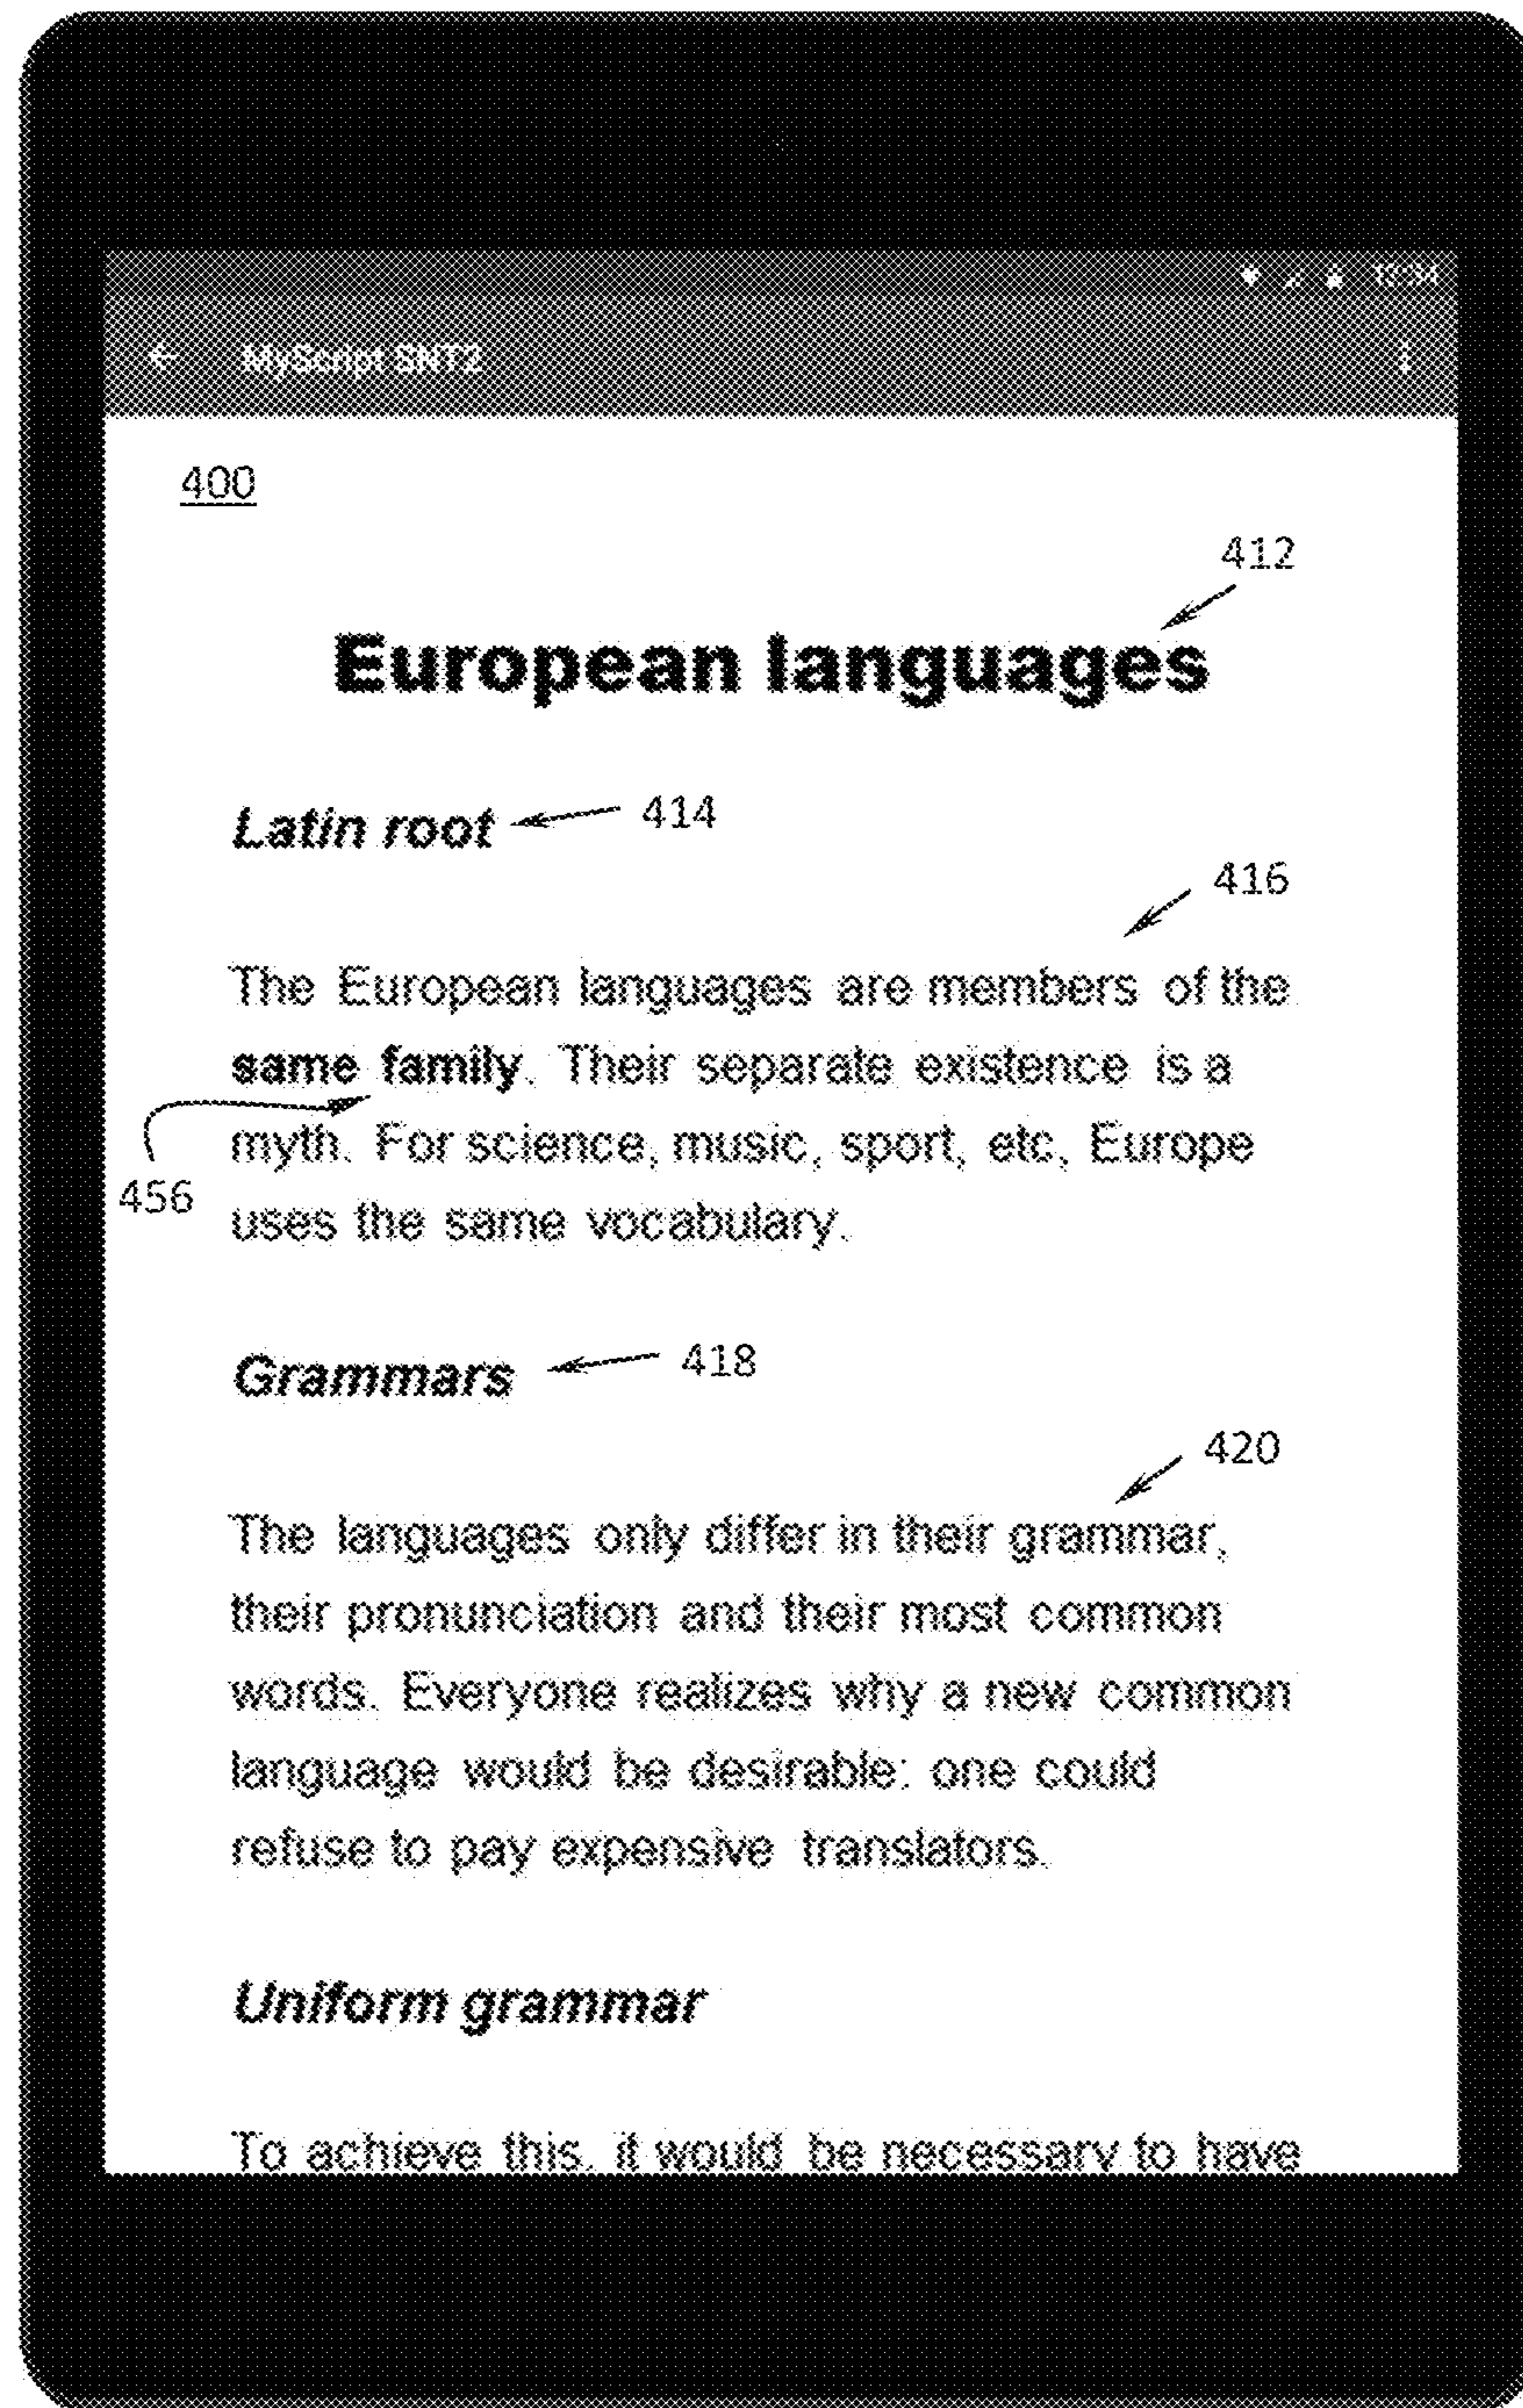 12:34
MyScript SNT2
400
412
European languages
Latin root
414
416
The European languages are members of the
same family. Their separate existence is a
myth. For science, music, sport, etc, Europe
456
uses the same vocabulary.
Grammars
418
420
The languages only differ in their grammar,
their pronunciation and their most common
words. Everyone realizes why a new common
language would be desirable: one could
refuse to pay expensive translators.
Uniform grammar
To achieve this, it would be necessary to have